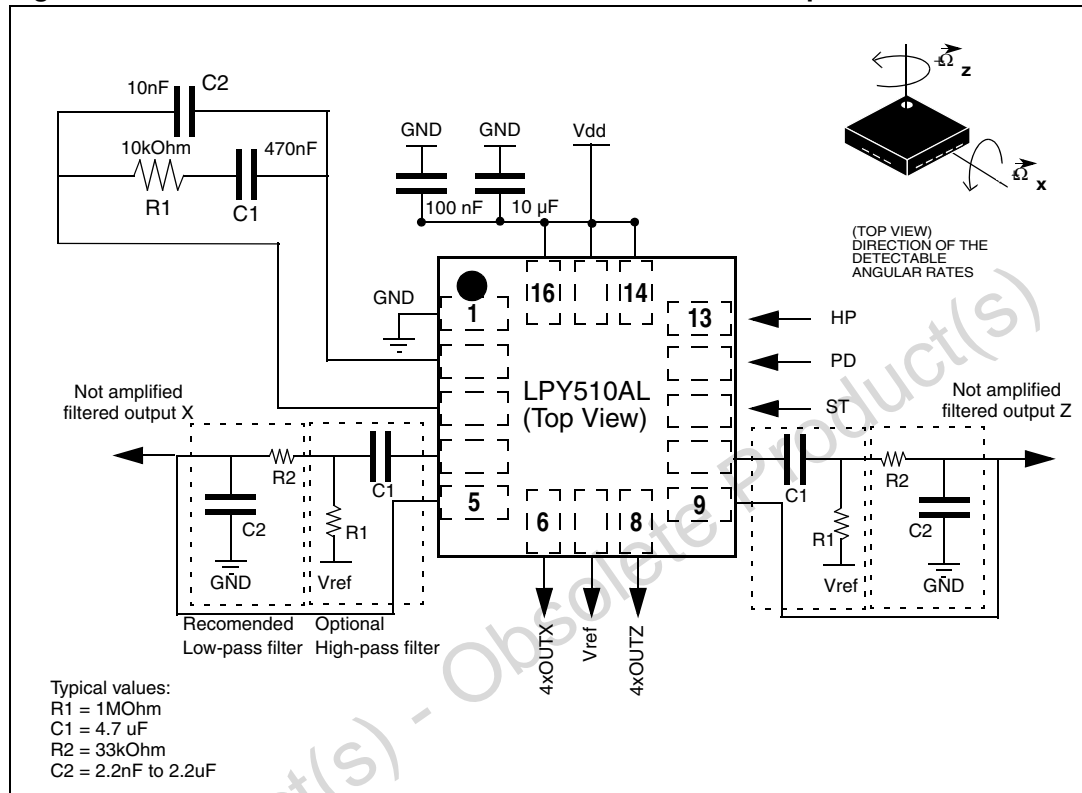 10nF C2
10kOhm
470nF
R1 C1
GND GND Vdd
100 nF 10 µF
Ω z
Ω x
(TOP VIEW)
DIRECTION OF THE
DETECTABLE
ANGULAR RATES
16 14
GND
1 13 HP
PD
ST
LPY510AL
(Top View)
Not amplified
filtered output X
Not amplified
filtered output Z
R2 C1
C2 R1
GND Vref
5 6 8 9
C1 R2
R1 C2
Vref GND
Recomended
Low-pass filter
Optional
High-pass filter
4xOUTX
Vref
4xOUTZ
Typical values:
R1 = 1MOhm
C1 = 4.7 uF
R2 = 33kOhm
C2 = 2.2nF to 2.2uF
ct(s) - Obsolete Product(s)